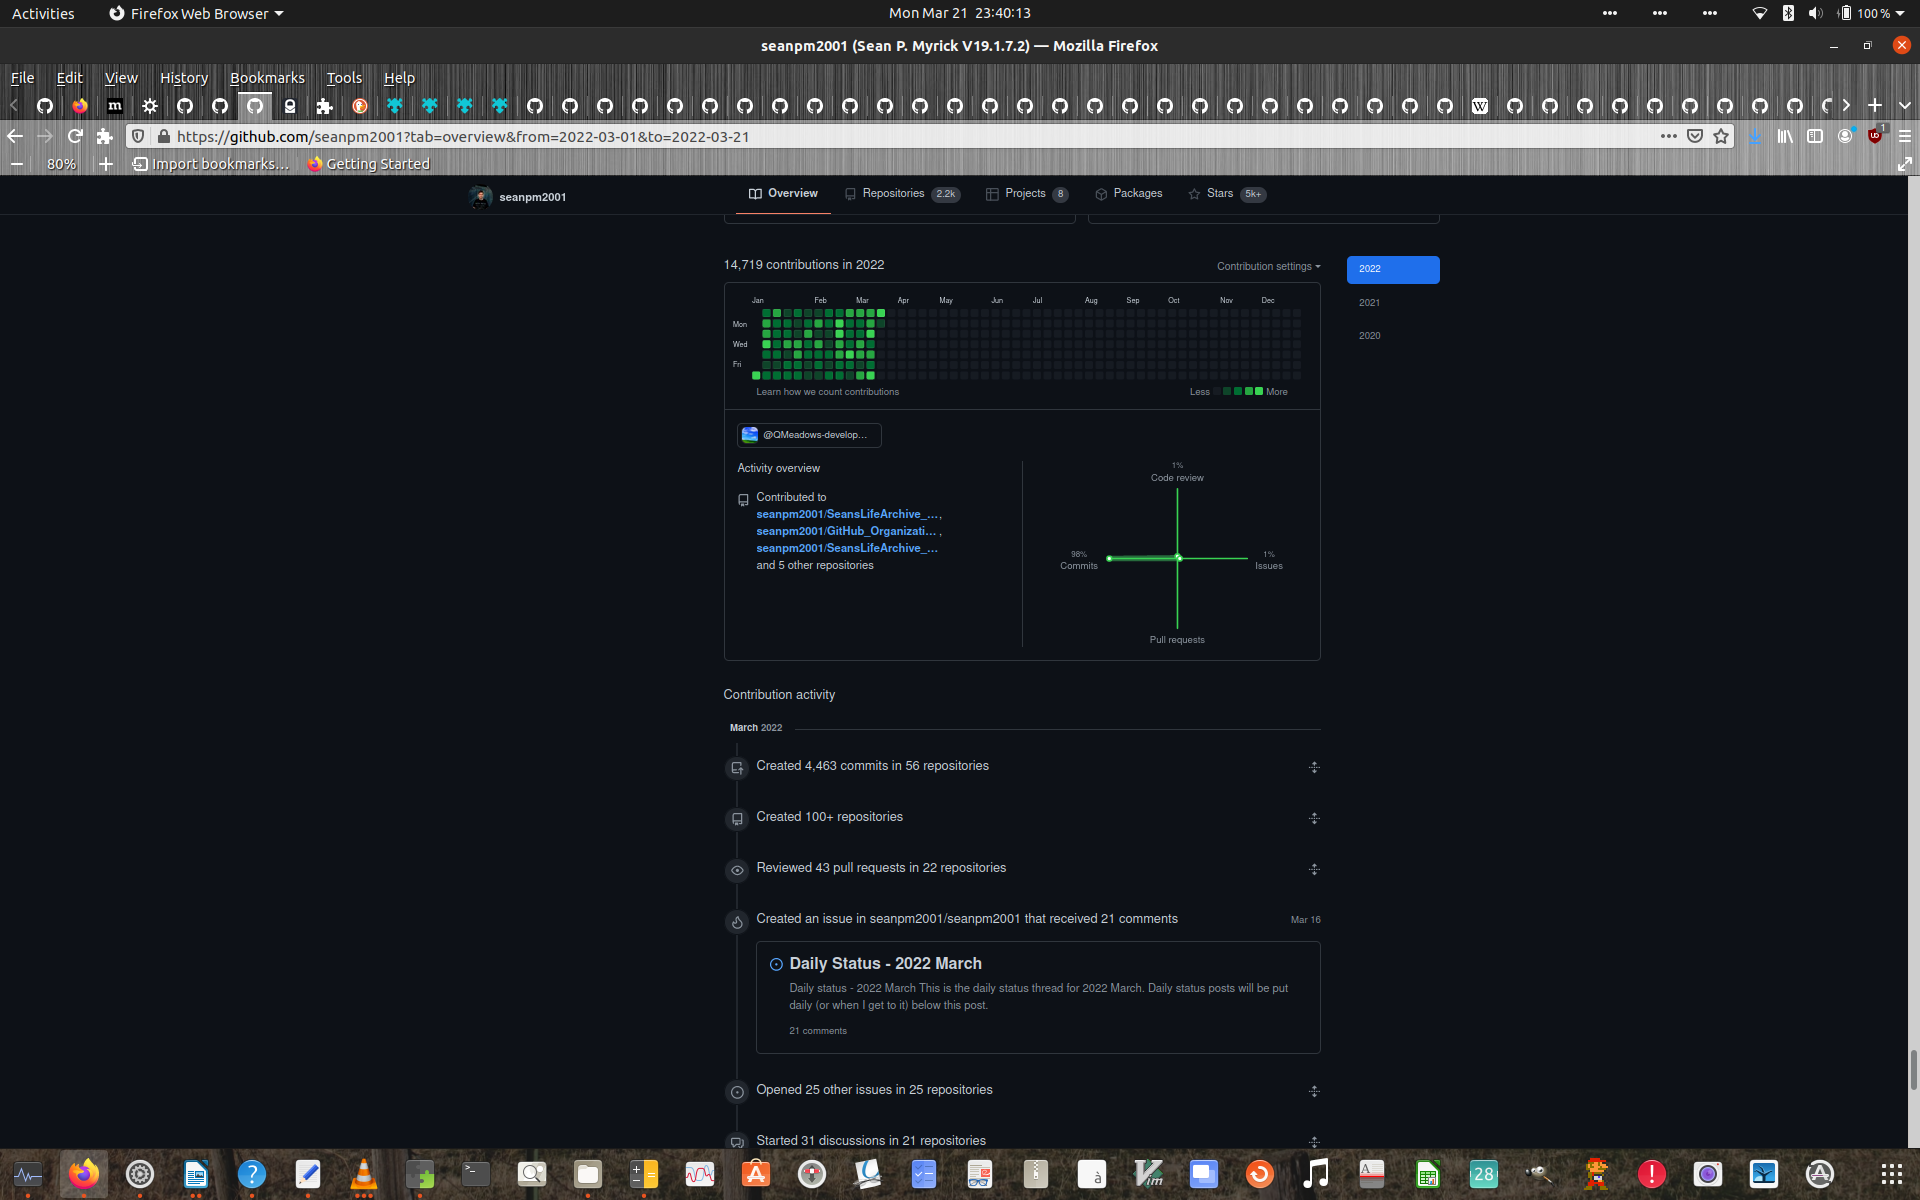 Activities
Firefox Web Browser
Mon Mar 21 23:40:13
100 %
seanpm2001 (Sean P. Myrick V19.1.7.2) — Mozilla Firefox
File Edit View History Bookmarks Tools Help
https://github.com/seanpm2001?tab=overview&from=2022-03-01&to=2022-03-21
80%
Import bookmarks...
Getting Started
seanpm2001
Overview
Repositories 2.2k
Projects 8
Packages
Stars 5k+
14,719 contributions in 2022
Contribution settings
2022
2021
2020
Jan Feb Mar Apr May Jun Jul Aug Sep Oct Nov Dec
Mon
Wed
Fri
Learn how we count contributions
Less More
@QMeadows-develop...
Activity overview
Contributed to
seanpm2001/SeansLifeArchive_...,
seanpm2001/GitHub_Organizati... ,
seanpm2001/SeansLifeArchive_...
and 5 other repositories
1%
Code review
98%
Commits
1%
Issues
Pull requests
Contribution activity
March 2022
Created 4,463 commits in 56 repositories
Created 100+ repositories
Reviewed 43 pull requests in 22 repositories
Created an issue in seanpm2001/seanpm2001 that received 21 comments
Mar 16
Daily Status - 2022 March
Daily status - 2022 March This is the daily status thread for 2022 March. Daily status posts will be put
daily (or when I get to it) below this post.
21 comments
Opened 25 other issues in 25 repositories
Started 31 discussions in 21 repositories
28